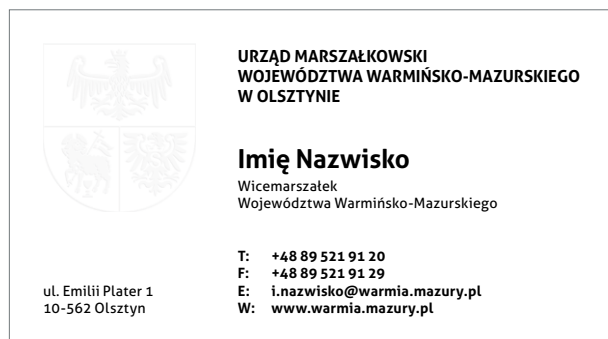 URZĄD MARSZAŁKOWSKI
WOJEWÓDZTWA WARMIŃSKO-MAZURSKIEGO
W OLSZTYNIE
Imię Nazwisko
Wicemarszałek
Województwa Warmińsko-Mazurskiego
T: +48 89 521 91 20
F: +48 89 521 91 29
E: i.nazwisko@warmia.mazury.pl
W: www.warmia.mazury.pl
ul. Emilii Plater 1
10-562 Olsztyn